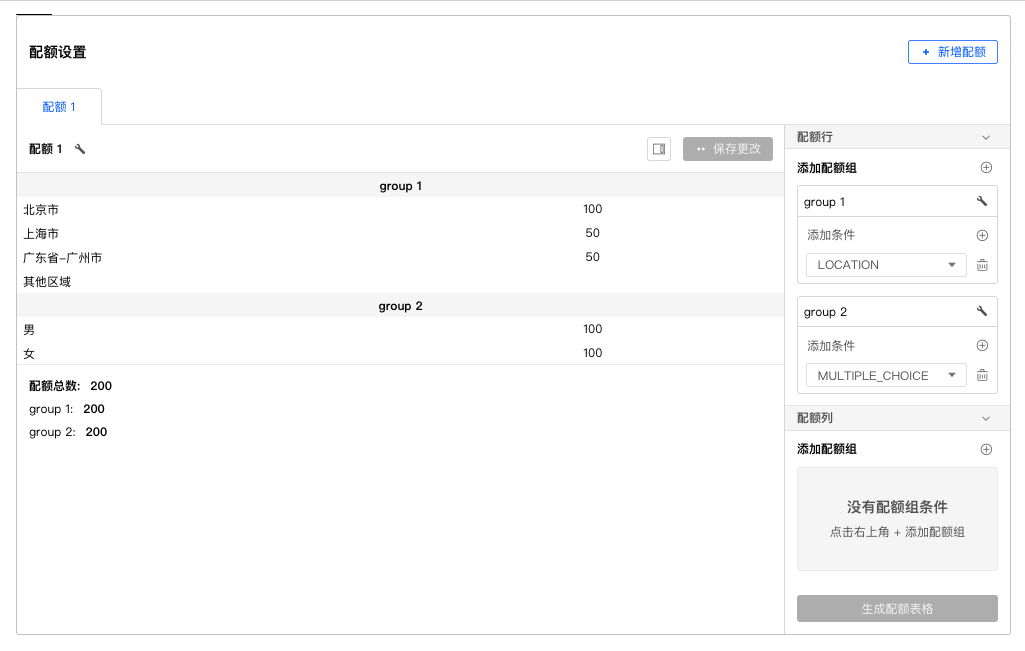 配额设置
+ 新增配额
配额 1
配额 1
保存更改
group 1
北京市 100
上海市 50
广东省-广州市 50
其他区域
group 2
男 100
女 100
配额总数: 200
group 1: 200
group 2: 200
配额行
添加配额组
group 1
添加条件
LOCATION
group 2
添加条件
MULTIPLE_CHOICE
配额列
添加配额组
没有配额组条件
点击右上角 + 添加配额组
生成配额表格